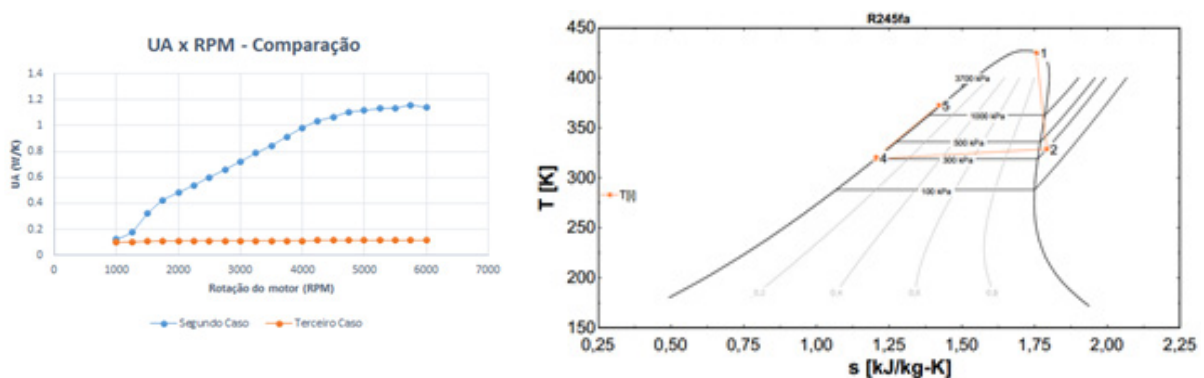 UA x RPM - Comparação
1.4
1.2
1
0.8
0.6
0.4
0.2
0
UA (W/K)
0 1000 2000 3000 4000 5000 6000 7000
Rotação do motor (RPM)
Segundo Caso Terceiro Caso
R245fa
450
400
350
300
250
200
150
T [K]
T[i]
1
3700 kPa
5
1000 kPa
500 kPa
2
4
300 kPa
100 kPa
0,2 0,4 0,6 0,8
0,25 0,50 0,75 1,00 1,25 1,50 1,75 2,00 2,25
s [kJ/kg-K]